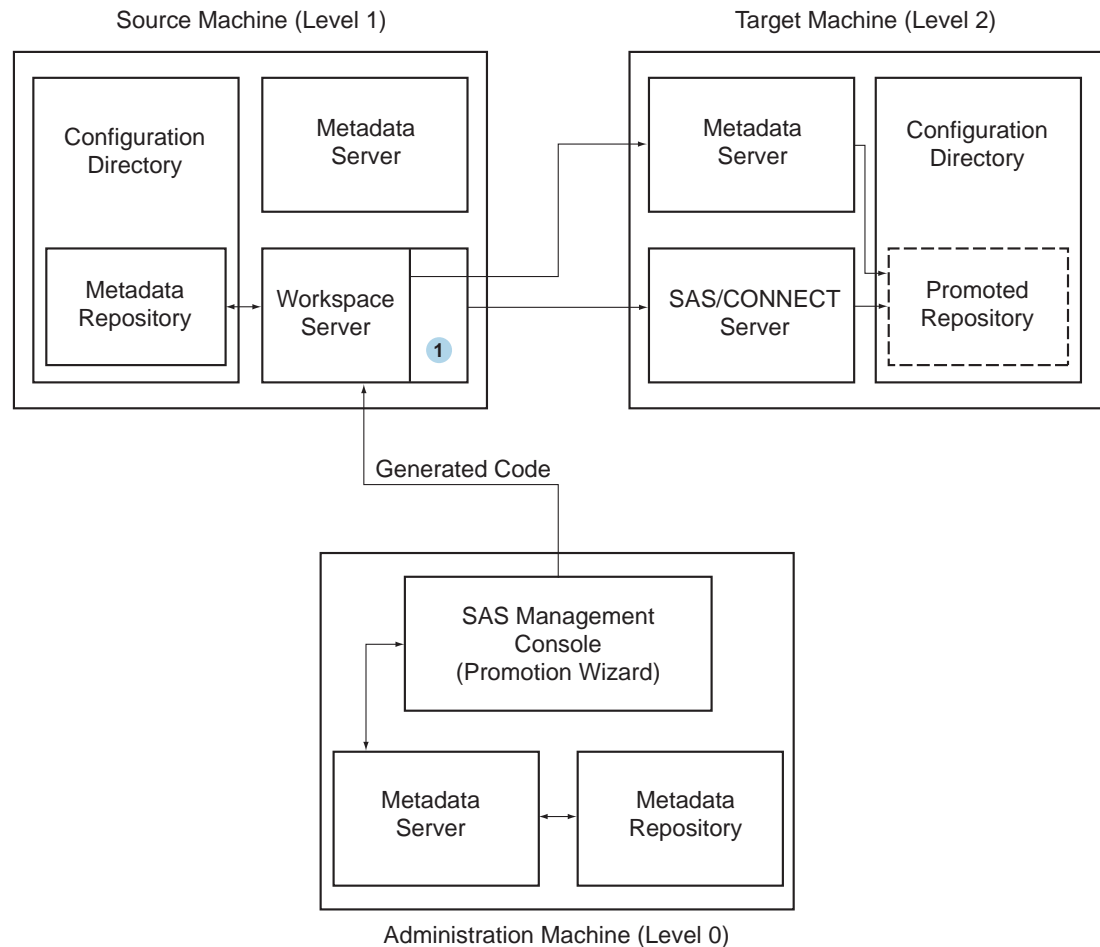 Source Machine (Level 1)
Target Machine (Level 2)
Configuration
Directory
Metadata
Server
Metadata
Repository
Workspace
Server
1
Metadata
Server
Configuration
Directory
SAS/CONNECT
Server
Promoted
Repository
Generated Code
SAS Management
Console
(Promotion Wizard)
Metadata
Server
Metadata
Repository
Administration Machine (Level 0)